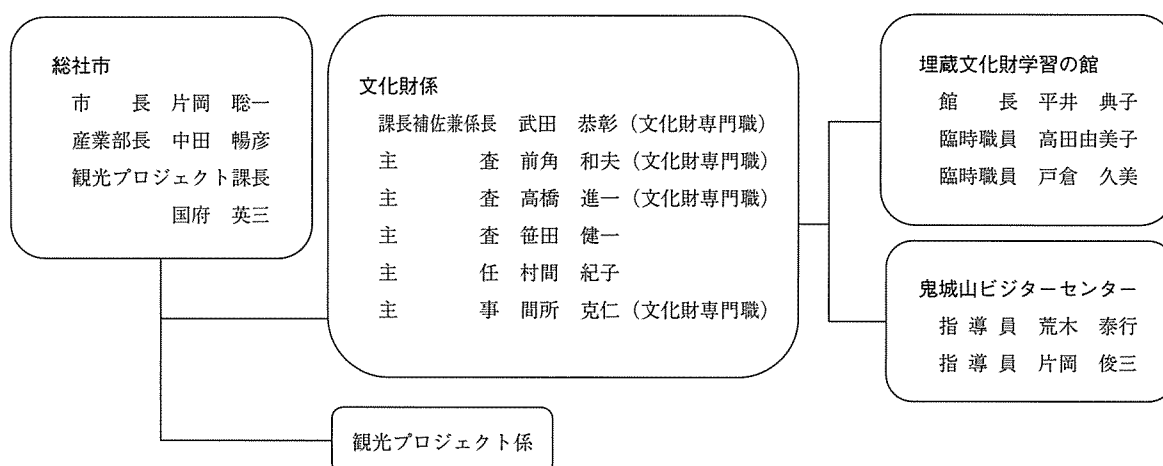 総社市
市長 片岡 聡一
産業部長 中田 暢彦
観光プロジェクト課長
国府 英三
文化財係
課長補佐兼係長 武田 恭彰（文化財専門職）
主査 前角 和夫（文化財専門職）
主査 高橋 進一（文化財専門職）
主査 笹田 健一
主任 村間 紀子
主事 間所 克仁（文化財専門職）
観光プロジェクト係
埋蔵文化財学習の館
館長 平井 典子
臨時職員 高田由美子
臨時職員 戸倉 久美
鬼城山ビジターセンター
指導員 荒木 泰行
指導員 片岡 俊三